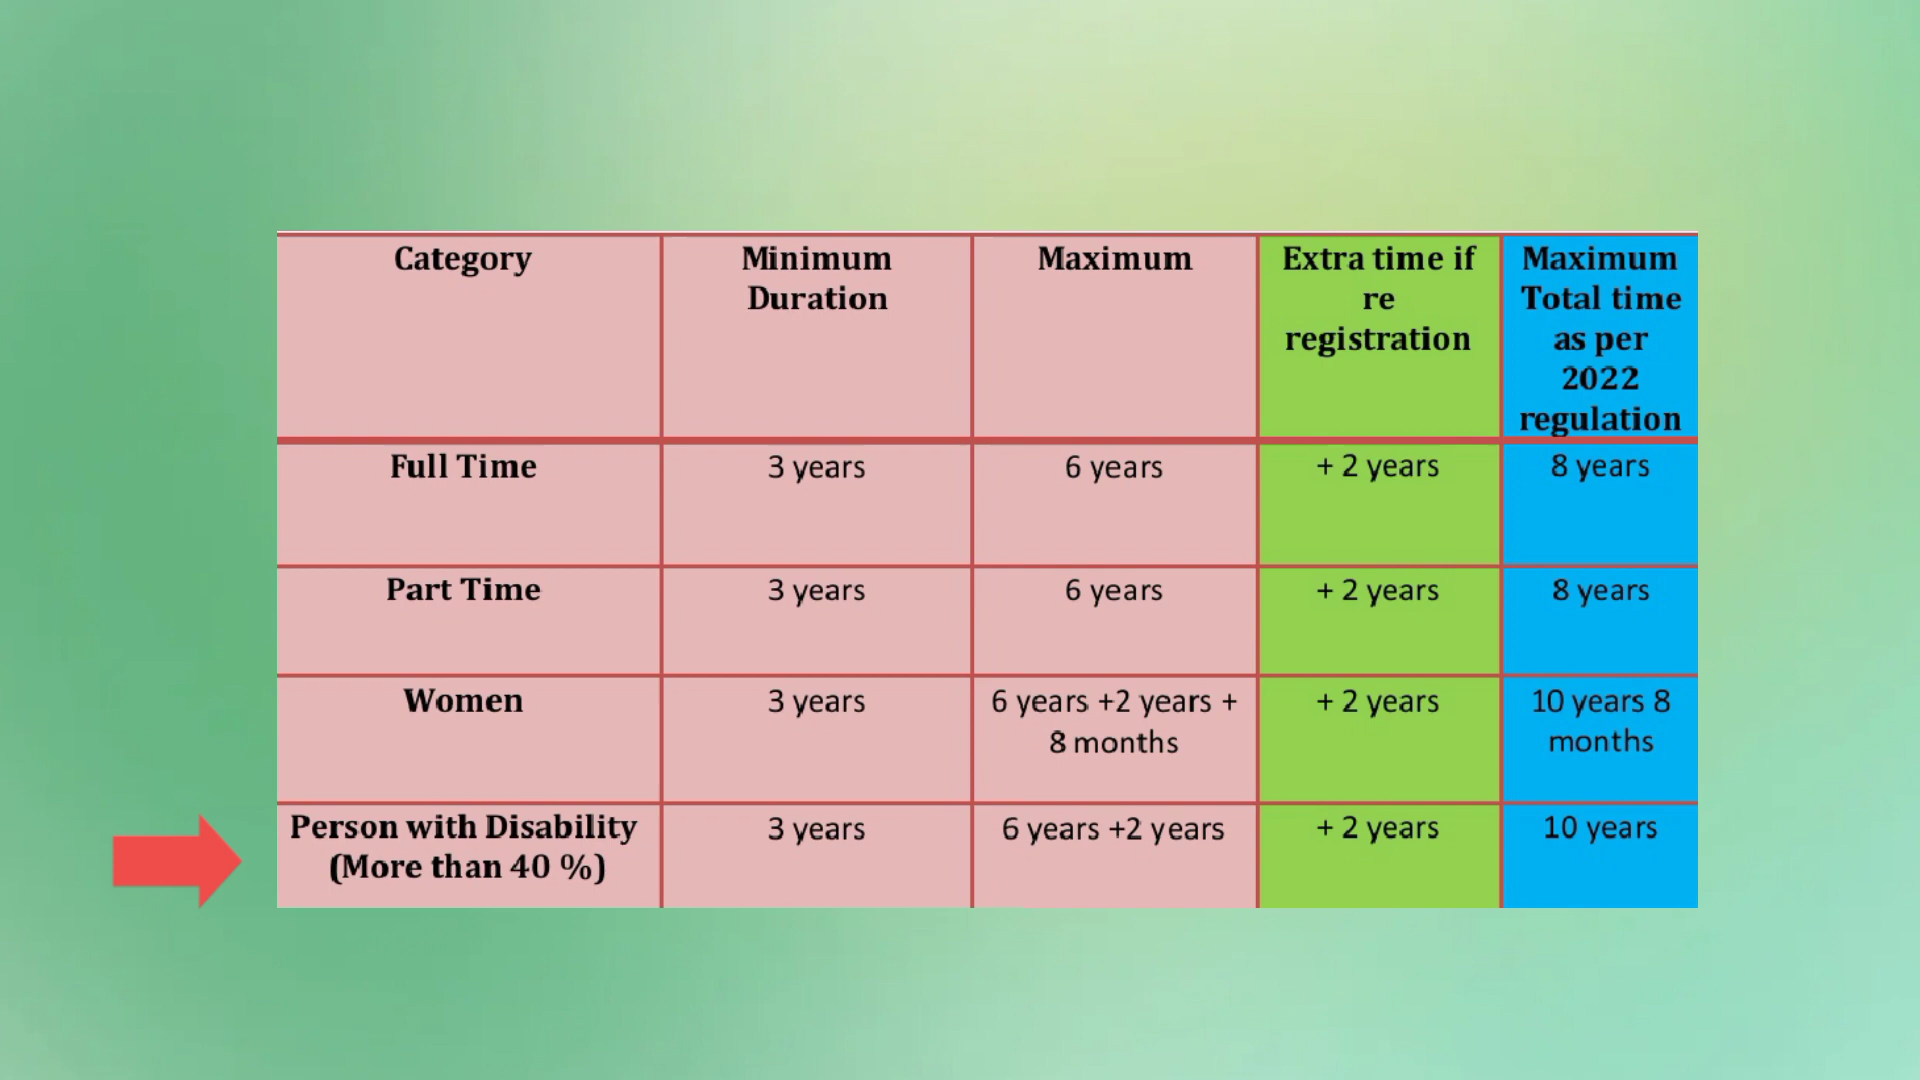 Category
Minimum
Duration
Maximum
Extra time if
re
registration
Maximum
Total time
as per
2022
regulation
Full Time
3 years
6 years
+ 2 years
8 years
Part Time
3 years
6 years
+ 2 years
8 years
Women
3 years
6 years +2 years +
8 months
+ 2 years
10 years 8
months
Person with Disability
(More than 40 %)
3 years
6 years +2 years
+ 2 years
10 years